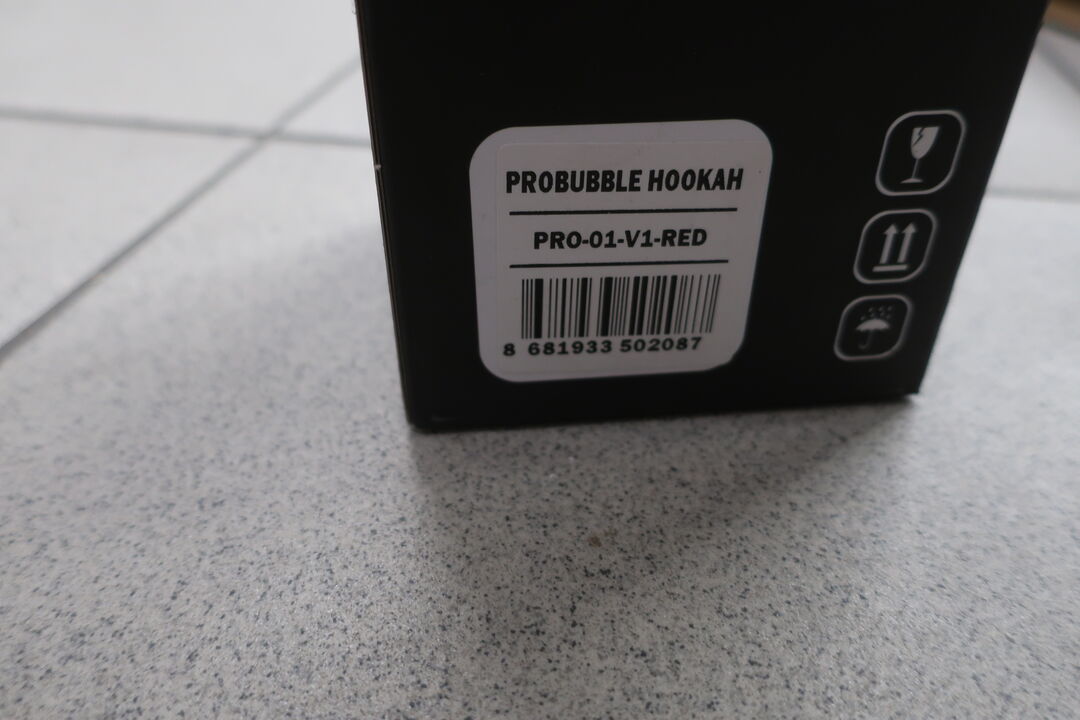 PROBUBBLE HOOKAH
PRO-01-V1-RED
8 681933 502087